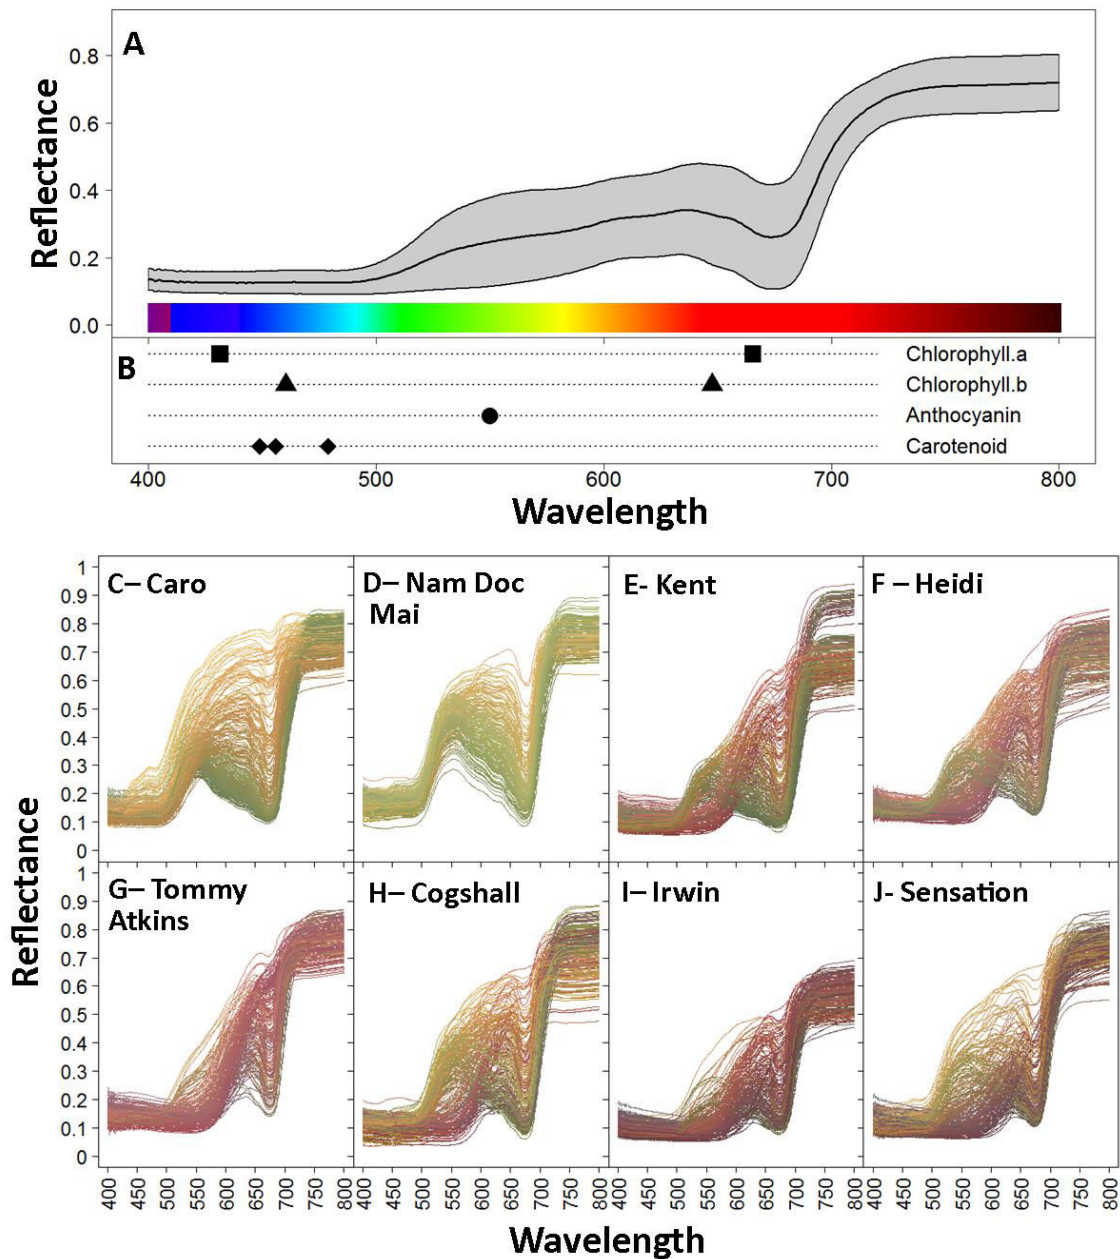 A
Reflectance
0.8
0.6
0.4
0.2
0.0
B
Chlorophyll.a
Chlorophyll.b
Anthocyanin
Carotenoid
400 500 600 700 800
Wavelength
Reflectance
1
0.9
0.8
0.7
0.6
0.5
0.4
0.3
0.2
0.1
0
C– Caro
D– Nam Doc
Mai
E- Kent
F – Heidi
0.9
0.8
0.7
0.6
0.5
0.4
0.3
0.2
0.1
0
G– Tommy
Atkins
H– Cogshall
I– Irwin
J- Sensation
400 450 500 550 600 650 700 750 800 400 450 500 550 600 650 700 750 800 400 450 500 550 600 650 700 750 800 400 450 500 550 600 650 700 750 800
Wavelength